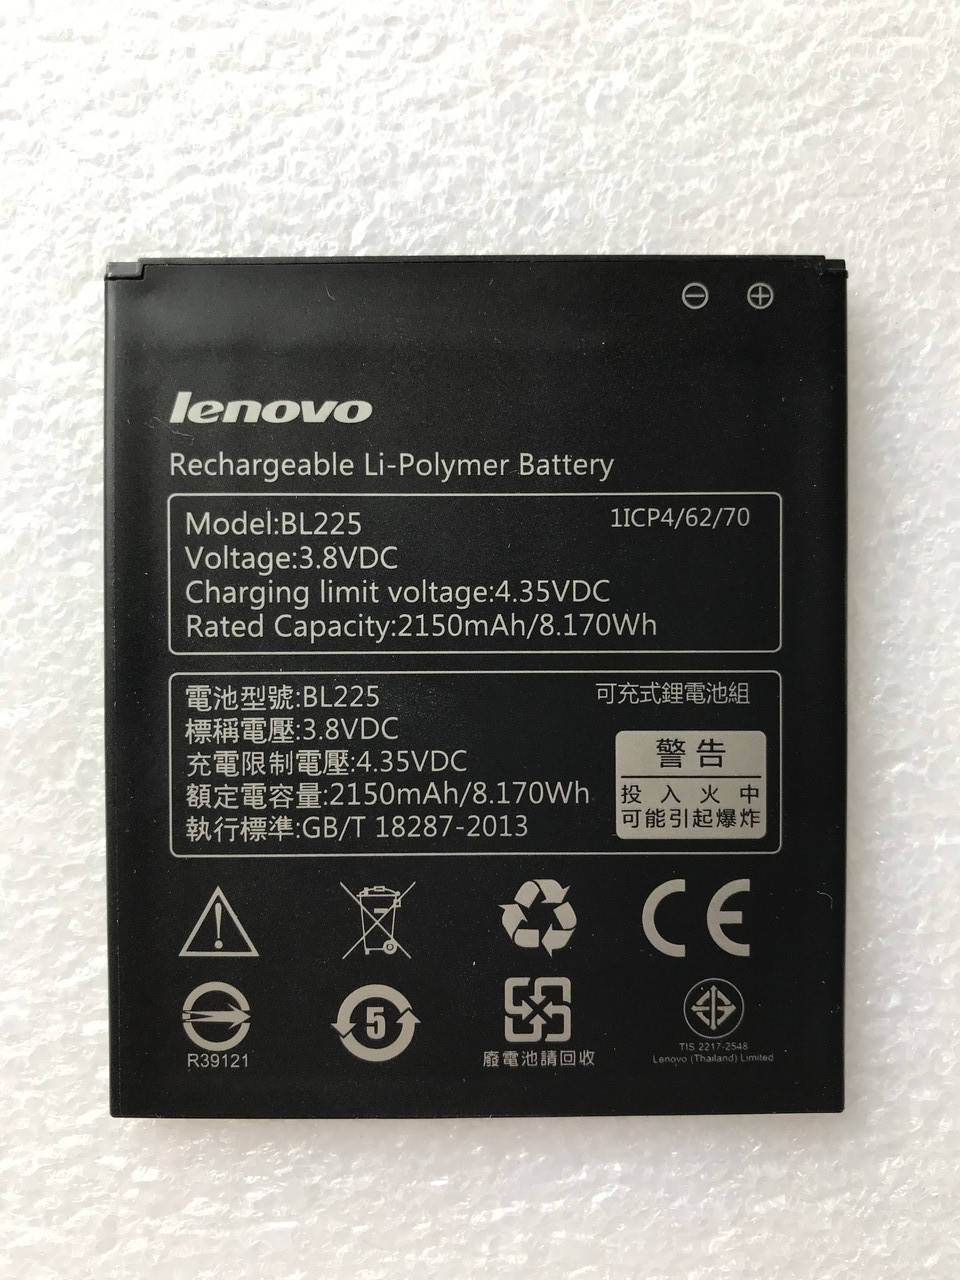 lenovo
Rechargeable Li-Polymer Battery
Model:BL225 1ICP4/62/70
Voltage:3.8VDC
Charging limit voltage:4.35VDC
Rated Capacity:2150mAh/8.170Wh
電池型號:BL225 可充式鋰電池組
標稱電壓:3.8VDC
充電限制電壓:4.35VDC
額定電容量:2150mAh/8.170Wh
執行標準:GB/T 18287-2013
警告
投入火中
可能引起爆炸
CE
R39121
5
廢電池請回收
TIS 2217-2548
Lenovo (Thailand) Limited